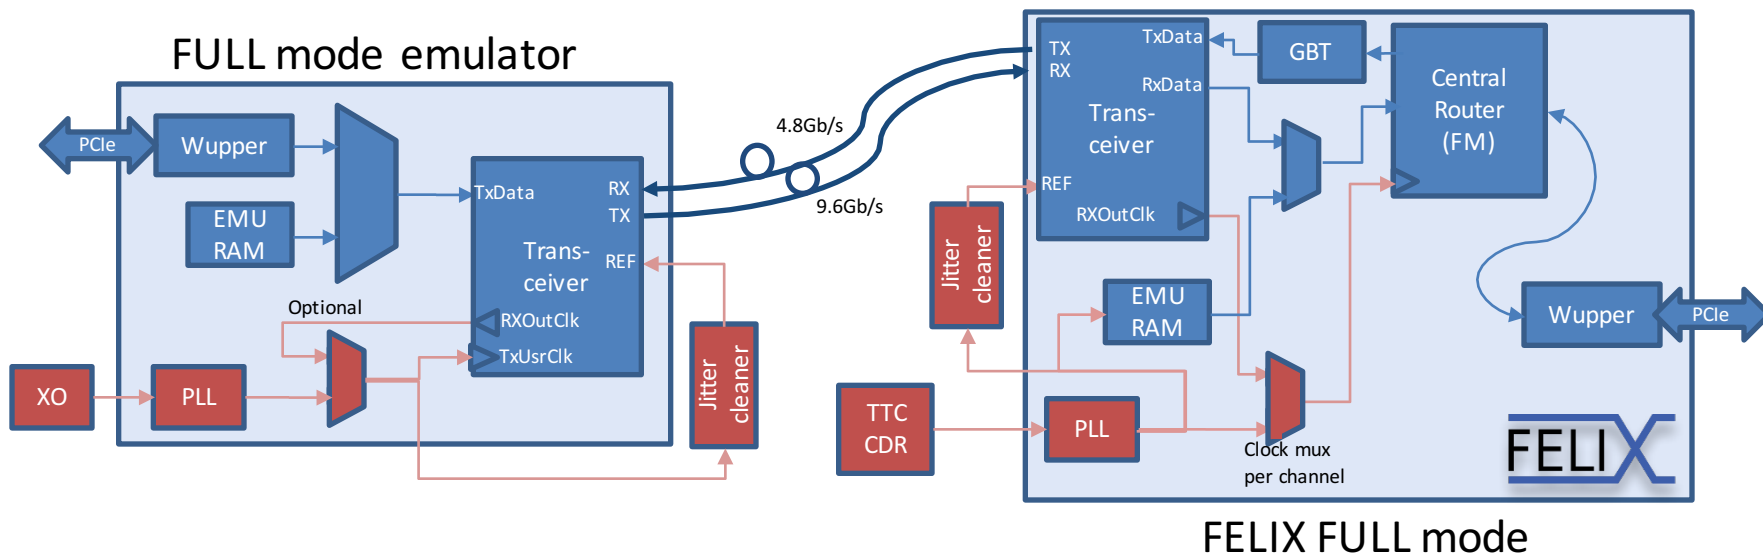 FULL mode emulator
PCIe
Wupper
EMU
RAM
TxData
RX
TX
REF
Trans-
ceiver
RXOutClk
TxUsrClk
Optional
XO
PLL
Jitter
cleaner
4.8Gb/s
9.6Gb/s
TX
RX
TxData
RxData
Trans-
ceiver
REF
RXOutClk
GBT
Central
Router
(FM)
Jitter
cleaner
EMU
RAM
Wupper
PCIe
TTC
CDR
PLL
Clock mux
per channel
FELIX
FELIX FULL mode